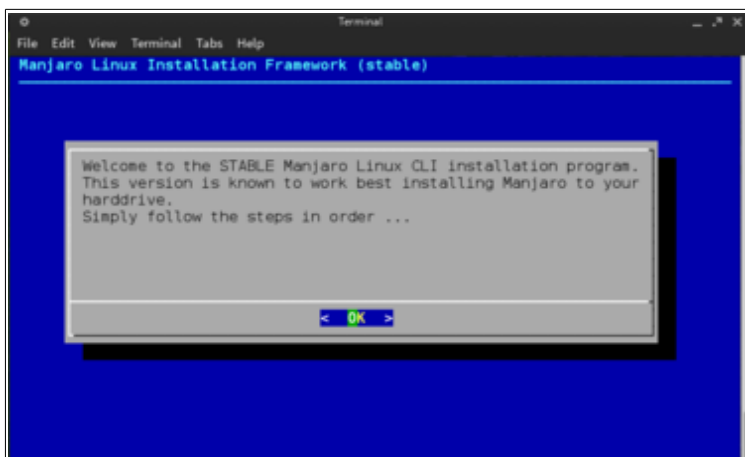 Terminal
File Edit View Terminal Tabs Help
Manjaro Linux Installation Framework (stable)
Welcome to the STABLE Manjaro Linux CLI installation program.
This version is known to work best installing Manjaro to your
harddrive.
Simply follow the steps in order ...
< OK >